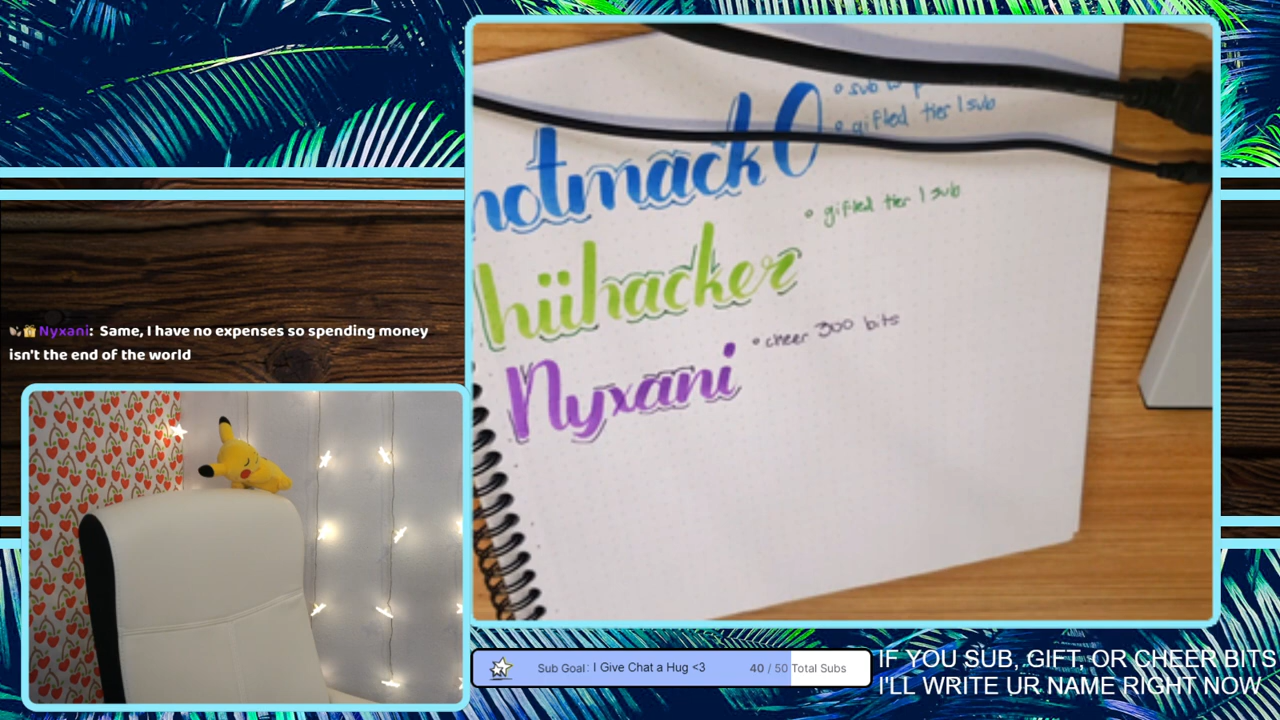 sub w
gifted tier 1 sub
notmack0
gifted tier 1 sub
hiihacker
cheer 300 bits
Nyxani
Nyxani: Same, I have no expenses so spending money
isn't the end of the world
Sub Goal: I Give Chat a Hug <3 40 / 50 Total Subs
IF YOU SUB, GIFT, OR CHEER BITS
I'LL WRITE UR NAME RIGHT NOW